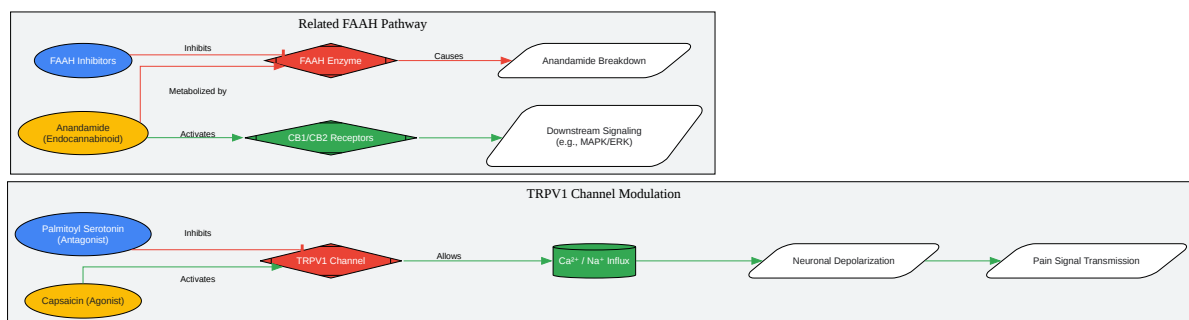 Related FAAH Pathway
FAAH Inhibitors
Inhibits
FAAH Enzyme
Causes
Anandamide Breakdown
Metabolized by
Anandamide
(Endocannabinoid)
Activates
CB1/CB2 Receptors
Downstream Signaling
(e.g., MAPK/ERK)
TRPV1 Channel Modulation
Palmitoyl Serotonin
(Antagonist)
Inhibits
TRPV1 Channel
Allows
Ca²⁺ / Na⁺ Influx
Neuronal Depolarization
Pain Signal Transmission
Activates
Capsaicin (Agonist)